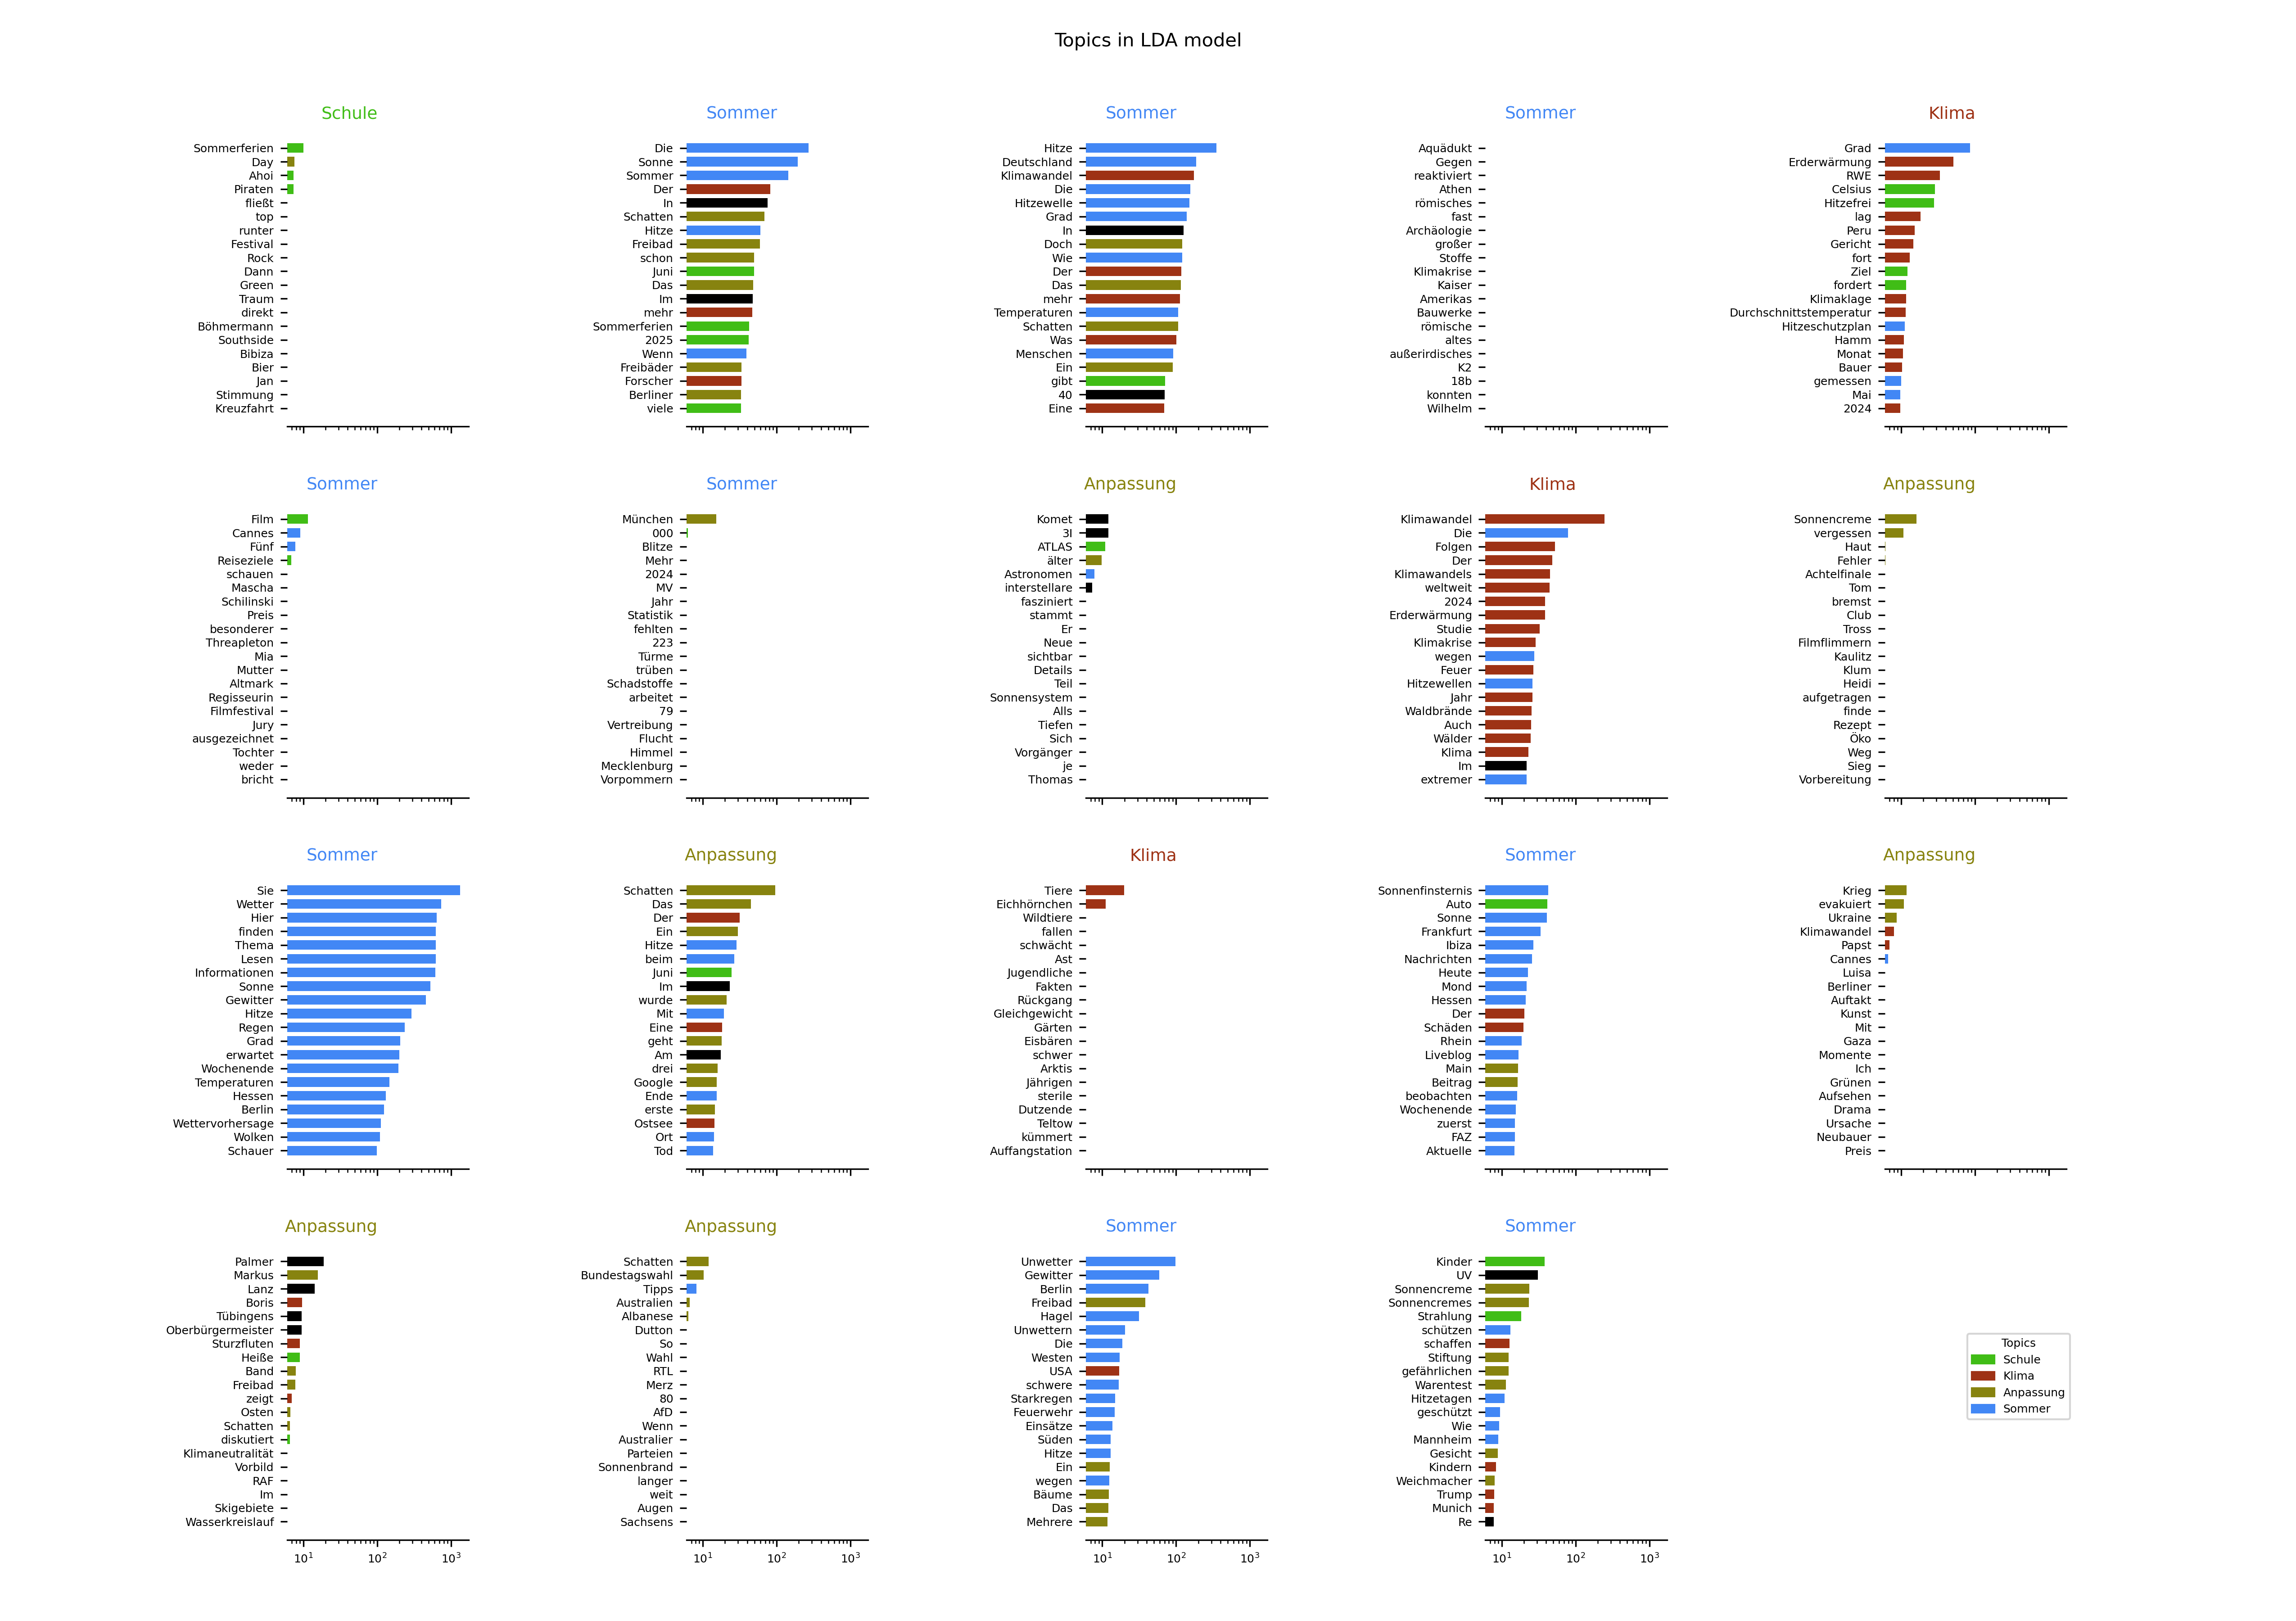 Topics in LDA model
Schule
Sommerferien
Day
Ahoi
Piraten
fließt
top
runter
Festival
Rock
Dann
Green
Traum
direkt
Böhmermann
Southside
Bibiza
Bier
Jan
Stimmung
Kreuzfahrt
Sommer
Die
Sonne
Sommer
Der
In
Schatten
Hitze
Freibad
schon
Juni
Das
Im
mehr
Sommerferien
2025
Wenn
Freibäder
Forscher
Berliner
viele
Sommer
Hitze
Deutschland
Klimawandel
Die
Hitzewelle
Grad
In
Doch
Wie
Der
Das
mehr
Temperaturen
Schatten
Was
Menschen
Ein
gibt
40
Eine
Sommer
Aquädukt
Gegen
reaktiviert
Athen
römisches
fast
Archäologie
großer
Stoffe
Klimakrise
Kaiser
Amerikas
Bauwerke
römische
altes
außerirdisches
K2
18b
konnten
Wilhelm
Klima
Grad
Erderwärmung
RWE
Celsius
Hitzefrei
lag
Peru
Gericht
fort
Ziel
fordert
Klimaklage
Durchschnittstemperatur
Hitzeschutzplan
Hamm
Monat
Bauer
gemessen
Mai
2024
Sommer
Film
Cannes
Fünf
Reiseziele
schauen
Mascha
Schilinski
Preis
besonderer
Threapleton
Mia
Mutter
Altmark
Regisseurin
Filmfestival
Jury
ausgezeichnet
Tochter
weder
bricht
Sommer
München
000
Blitze
Mehr
2024
MV
Jahr
Statistik
fehlten
223
Türme
trüben
Schadstoffe
arbeitet
79
Vertreibung
Flucht
Himmel
Mecklenburg
Vorpommern
Anpassung
Komet
3I
ATLAS
älter
Astronomen
interstellare
fasziniert
stammt
Er
Neue
sichtbar
Details
Teil
Sonnensystem
Alls
Tiefen
Sich
Vorgänger
je
Thomas
Klima
Klimawandel
Die
Folgen
Der
Klimawandels
weltweit
2024
Erderwärmung
Studie
Klimakrise
wegen
Feuer
Hitzewellen
Jahr
Waldbrände
Auch
Wälder
Klima
Im
extremer
Anpassung
Sonnencreme
vergessen
Haut
Fehler
Achtelfinale
Tom
bremst
Club
Tross
Filmflimmern
Kaulitz
Klum
Heidi
aufgetragen
finde
Rezept
Öko
Weg
Sieg
Vorbereitung
Sommer
Sie
Wetter
Hier
finden
Thema
Lesen
Informationen
Sonne
Gewitter
Hitze
Regen
Grad
erwartet
Wochenende
Temperaturen
Hessen
Berlin
Wettervorhersage
Wolken
Schauer
Anpassung
Schatten
Das
Der
Ein
Hitze
beim
Juni
Im
wurde
Mit
Eine
geht
Am
drei
Google
Ende
erste
Ostsee
Ort
Tod
Klima
Tiere
Eichhörnchen
Wildtiere
fallen
schwächt
Ast
Jugendliche
Fakten
Rückgang
Gleichgewicht
Gärten
Eisbären
schwer
Arktis
Jährigen
sterile
Dutzende
Teltow
kümmert
Auffangstation
Sommer
Sonnenfinsternis
Auto
Sonne
Frankfurt
Ibiza
Nachrichten
Heute
Mond
Hessen
Der
Schäden
Rhein
Liveblog
Main
Beitrag
beobachten
Wochenende
zuerst
FAZ
Aktuelle
Anpassung
Krieg
evakuiert
Ukraine
Klimawandel
Papst
Cannes
Luisa
Berliner
Auftakt
Kunst
Mit
Gaza
Momente
Ich
Grünen
Aufsehen
Drama
Ursache
Neubauer
Preis
Anpassung
Palmer
Markus
Lanz
Boris
Tübingens
Oberbürgermeister
Sturzfluten
Heiße
Band
Freibad
zeigt
Osten
Schatten
diskutiert
Klimaneutralität
Vorbild
RAF
Im
Skigebiete
Wasserkreislauf
10¹ 10² 10³
Anpassung
Schatten
Bundestagswahl
Tipps
Australien
Albanese
Dutton
So
Wahl
RTL
Merz
80
AfD
Wenn
Australier
Parteien
Sonnenbrand
langer
weit
Augen
Sachsens
10¹ 10² 10³
Sommer
Unwetter
Gewitter
Berlin
Freibad
Hagel
Unwettern
Die
Westen
USA
schwere
Starkregen
Feuerwehr
Einsätze
Süden
Hitze
Ein
wegen
Bäume
Das
Mehrere
10¹ 10² 10³
Sommer
Kinder
UV
Sonnencreme
Sonnencremes
Strahlung
schützen
schaffen
Stiftung
gefährlichen
Warentest
Hitzetagen
geschützt
Wie
Mannheim
Gesicht
Kindern
Weichmacher
Trump
Munich
Re
10¹ 10² 10³
Topics
Schule
Klima
Anpassung
Sommer